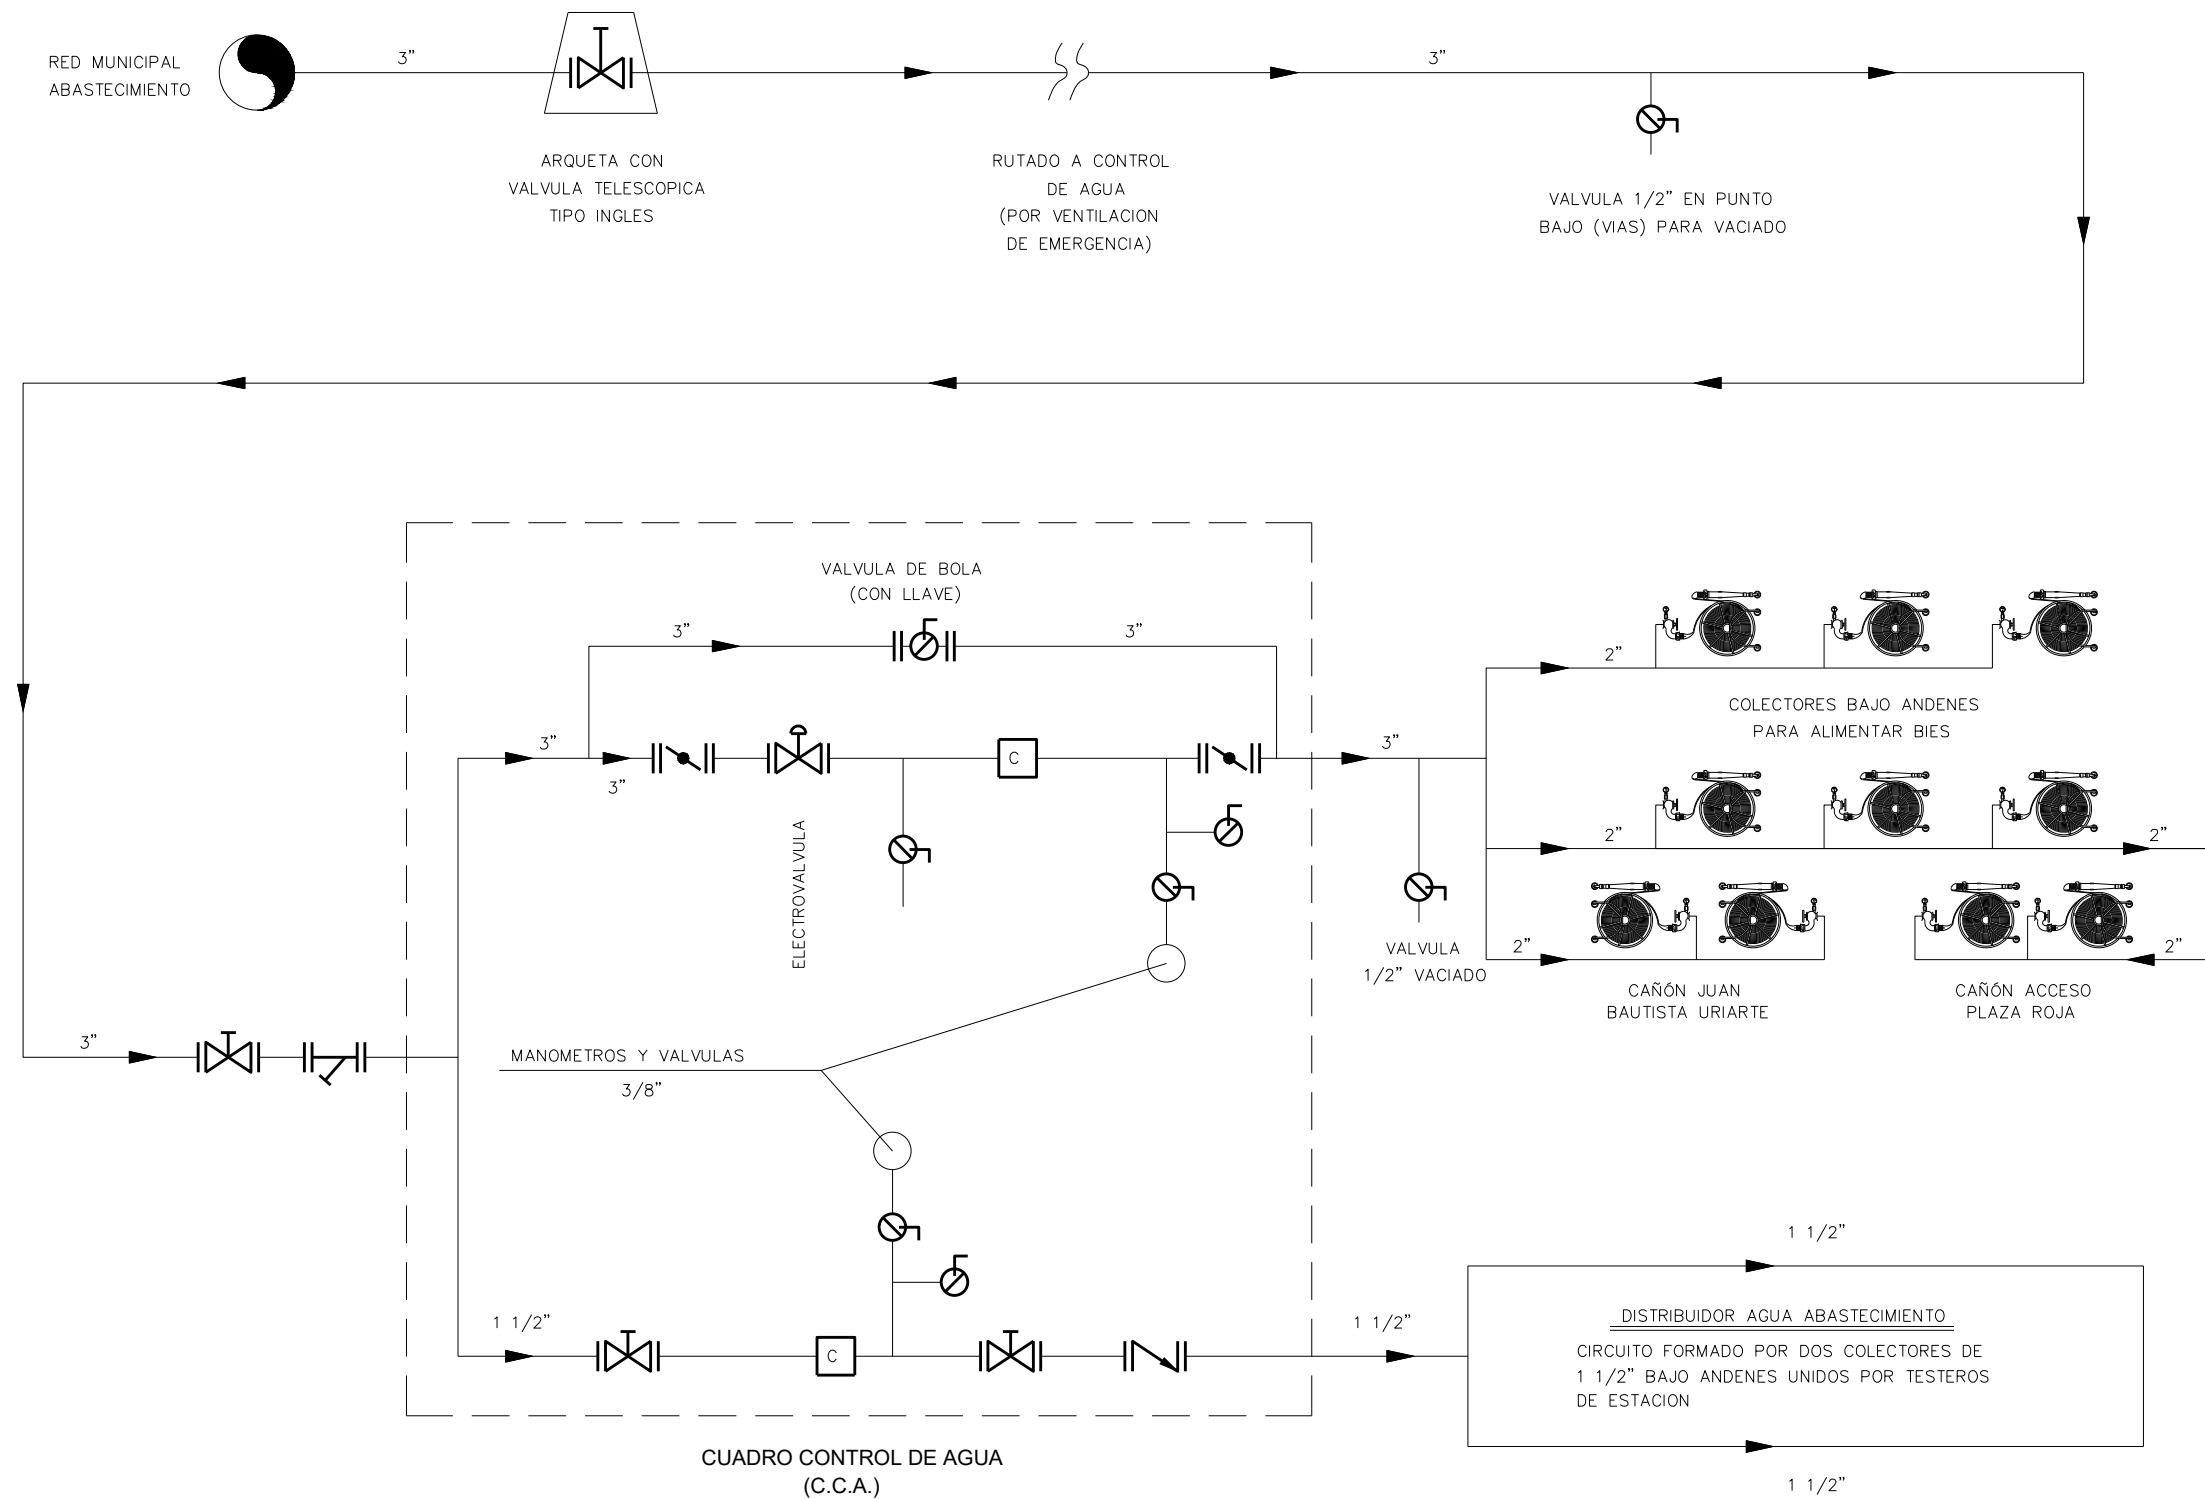 RED MUNICIPAL
ABASTECIMIENTO
3"
3"
ARQUETA CON
VALVULA TELESCOPICA
TIPO INGLES
RUTADO A CONTROL
DE AGUA
(POR VENTILACION
DE EMERGENCIA)
VALVULA 1/2" EN PUNTO
BAJO (VIAS) PARA VACIADO
VALVULA DE BOLA
(CON LLAVE)
3"
3"
3"
3"
C
3"
ELECTROVALVULA
2"
COLECTORES BAJO ANDENES
PARA ALIMENTAR BIES
2"
2"
VALVULA
1/2" VACIADO
2"
2"
CAÑÓN JUAN
BAUTISTA URIARTE
CAÑÓN ACCESO
PLAZA ROJA
3"
MANOMETROS Y VALVULAS
3/8"
1 1/2"
C
1 1/2"
1 1/2"
DISTRIBUIDOR AGUA ABASTECIMIENTO
CIRCUITO FORMADO POR DOS COLECTORES DE
1 1/2" BAJO ANDENES UNIDOS POR TESTEROS
DE ESTACION
1 1/2"
CUADRO CONTROL DE AGUA
(C.C.A.)